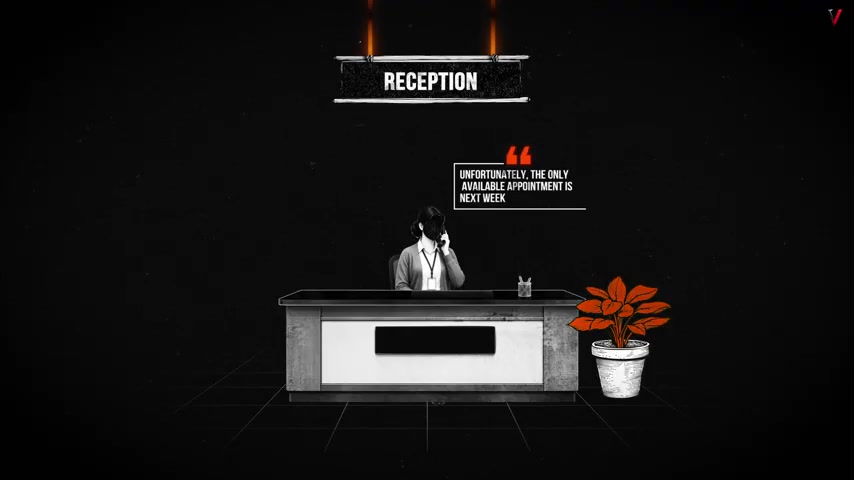 RECEPTION
UNFORTUNATELY, THE ONLY
AVAILABLE APPOINTMENT IS
NEXT WEEK